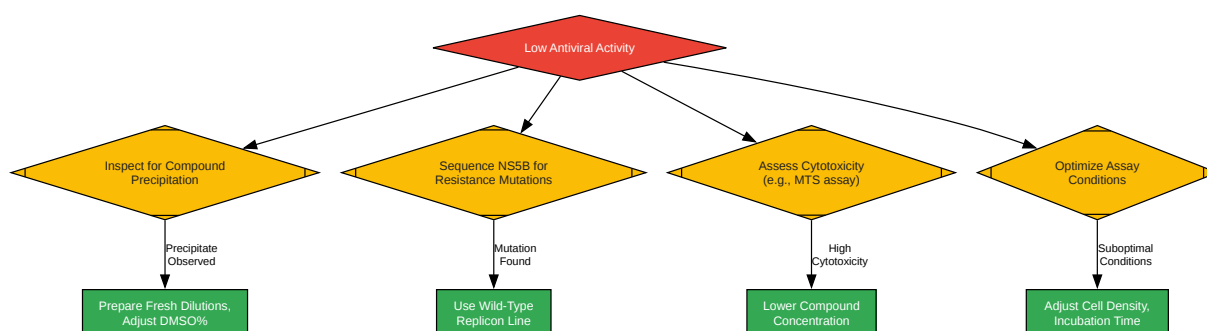 Low Antiviral Activity
Inspect for Compound
Precipitation
Sequence NS5B for
Resistance Mutations
Assess Cytotoxicity
(e.g., MTS assay)
Optimize Assay
Conditions
Precipitate
Observed
Mutation
Found
High
Cytotoxicity
Suboptimal
Conditions
Prepare Fresh Dilutions,
Adjust DMSO%
Use Wild-Type
Replicon Line
Lower Compound
Concentration
Adjust Cell Density,
Incubation Time